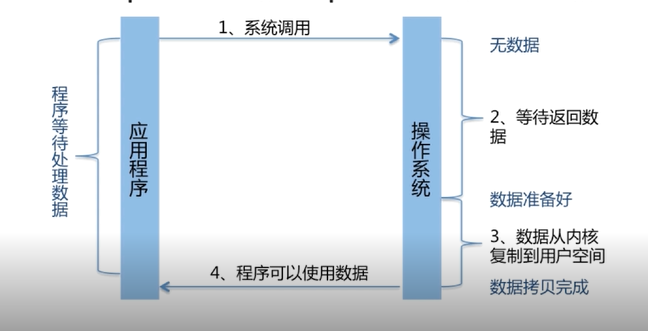 1、系统调用
无数据
程序等待处理数据
应用程序
操作系统
2、等待返回数
据
数据准备好
3、数据从内核
复制到用户空间
4、程序可以使用数据
数据拷贝完成